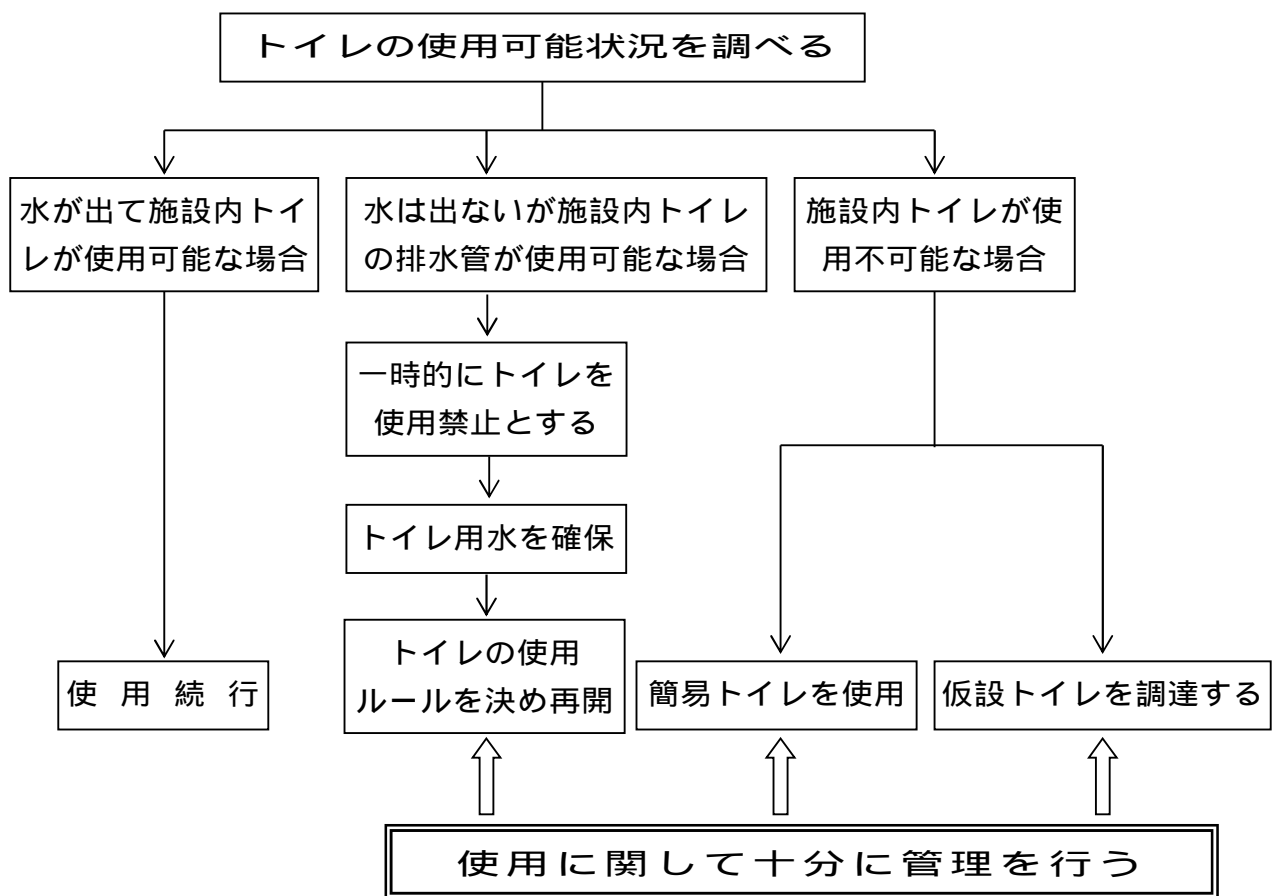 トイレの使用可能状況を調べる
水が出て施設内トイ
レが使用可能な場合
水は出ないが施設内トイレ
の排水管が使用可能な場合
施設内トイレが使
用不可能な場合
一時的にトイレを
使用禁止とする
トイレ用水を確保
トイレの使用
ルールを決め再開
使用続行
簡易トイレを使用
仮設トイレを調達する
使用に関して十分に管理を行う